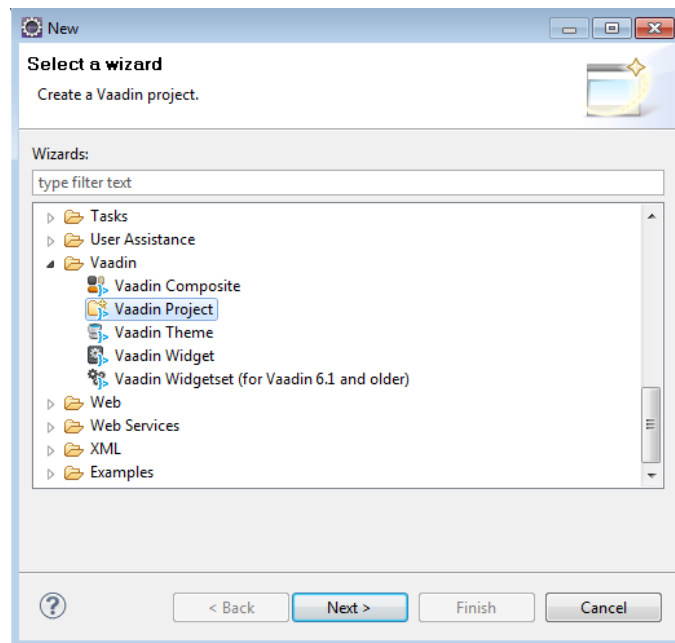 New
Select a wizard
Create a Vaadin project.
Wizards:
type filter text
Tasks
User Assistance
Vaadin
Vaadin Composite
Vaadin Project
Vaadin Theme
Vaadin Widget
Vaadin Widgetset (for Vaadin 6.1 and older)
Web
Web Services
XML
Examples
? < Back Next > Finish Cancel